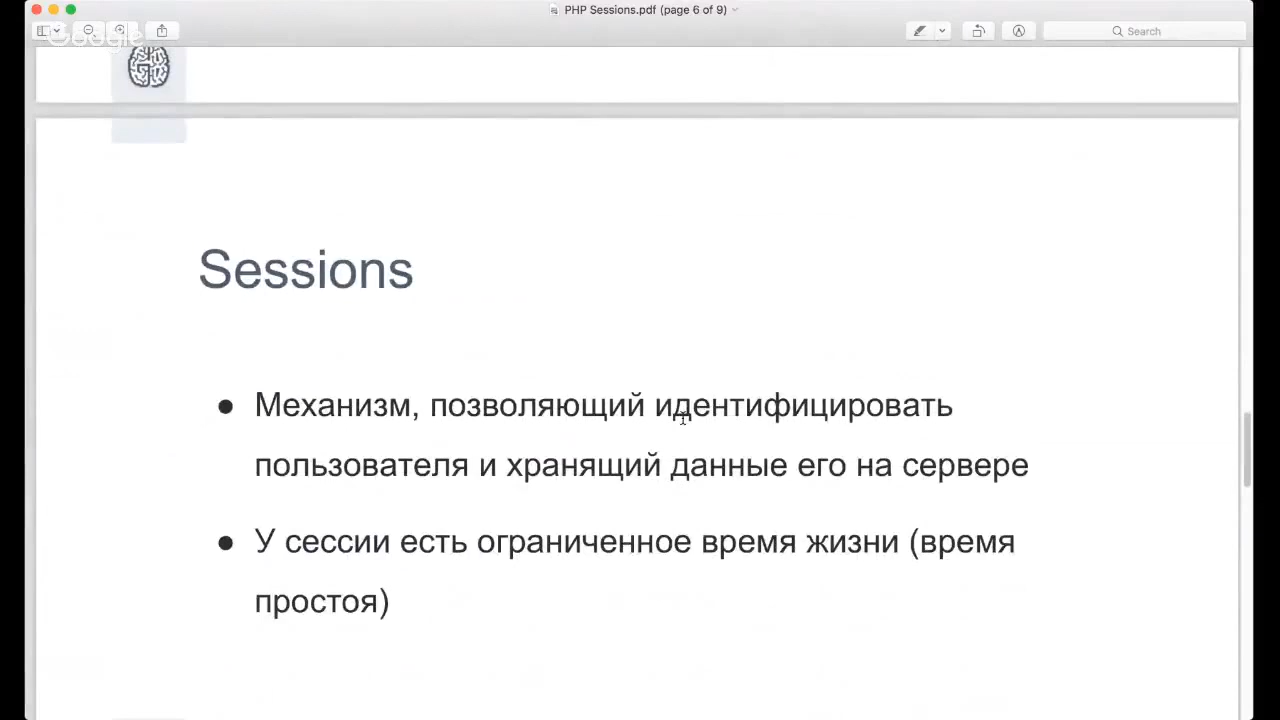 PHP Sessions.pdf (page 6 of 9)
Google
Search
Sessions
● Механизм, позволяющий идентифицировать
пользователя и хранящий данные его на сервере
● У сессии есть ограниченное время жизни (время
простоя)